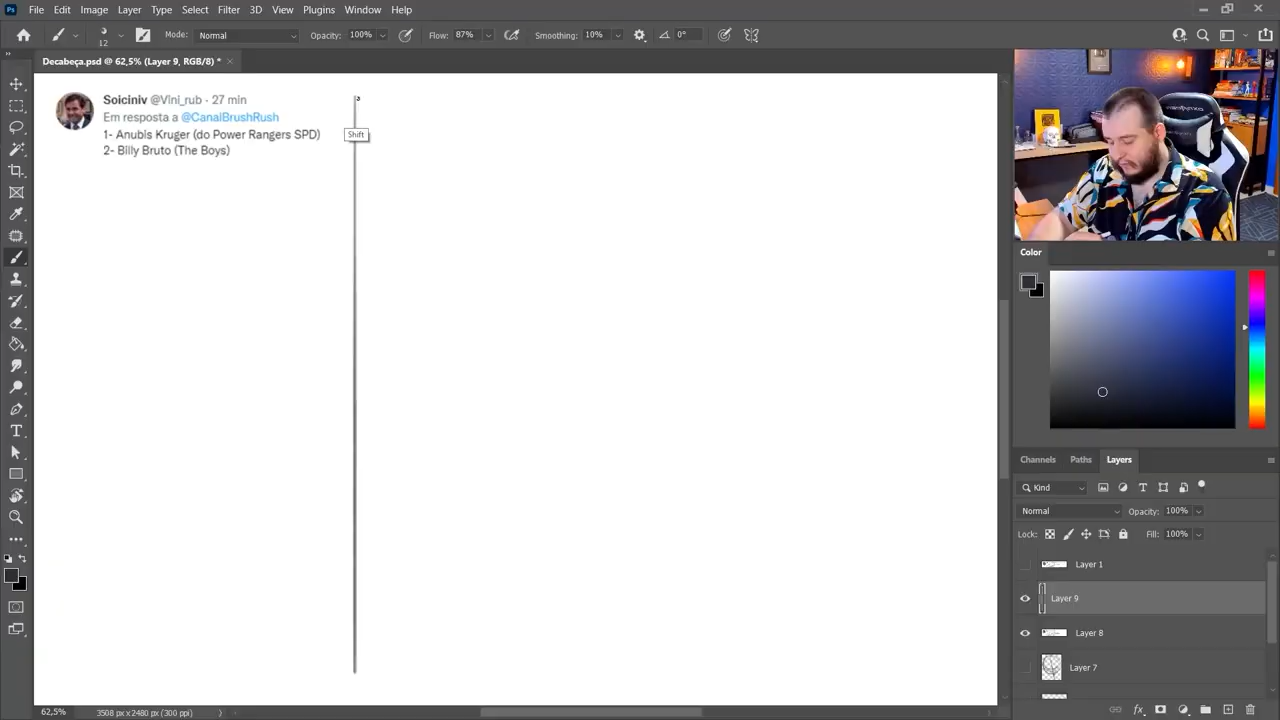 Ps File Edit Image Layer Type Select Filter 3D View Plugins Window Help
12 Mode: Normal Opacity: 100% Flow: 87% Smoothing: 10% 0°
Decabeça.psd @ 62,5% (Layer 9, RGB/8) *
Soiciniv @Vini_rub · 27 min
Em resposta a @CanalBrushRush
1- Anubis Kruger (do Power Rangers SPD)
2- Billy Bruto (The Boys)
Shift
Color
Channels Paths Layers
Kind
Normal Opacity: 100%
Lock: Fill: 100%
Layer 1
Layer 9
Layer 8
Layer 7
62,5% 3508 px x 2480 px (300 ppi)